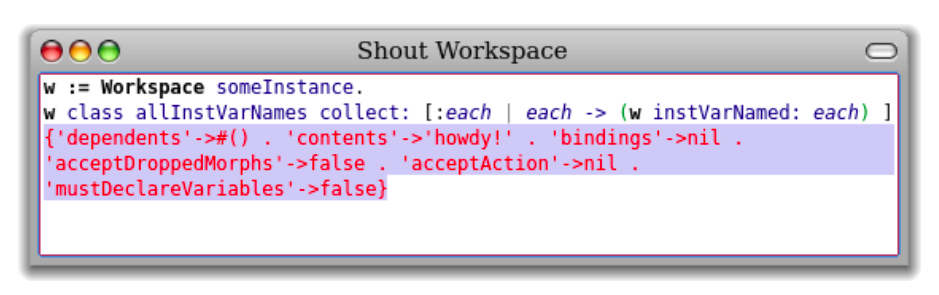 Shout Workspace
w := Workspace someInstance.
w class allInstVarNames collect: [:each | each -> (w instVarNamed: each) ]
{'dependents'->#() . 'contents'->'howdy!' . 'bindings'->nil .
'acceptDroppedMorphs'->false . 'acceptAction'->nil .
'mustDeclareVariables'->false}